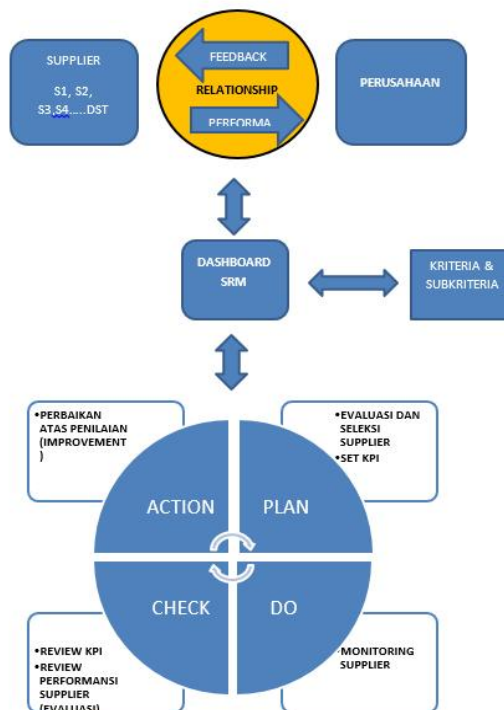 SUPPLIER
S1, S2,
S3,S4…..DST
FEEDBACK
RELATIONSHIP
PERFORMA
PERUSAHAAN
DASHBOARD
SRM
KRITERIA &
SUBKRITERIA
•PERBAIKAN
ATAS PENILAIAN
(IMPROVEMENT
)
•EVALUASI DAN
SELEKSI
SUPPLIER
•SET KPI
ACTION
PLAN
CHECK
DO
•REVIEW KPI
•REVIEW
PERFORMANSI
SUPPLIER
(EVALUASI)
•MONITORING
SUPPLIER